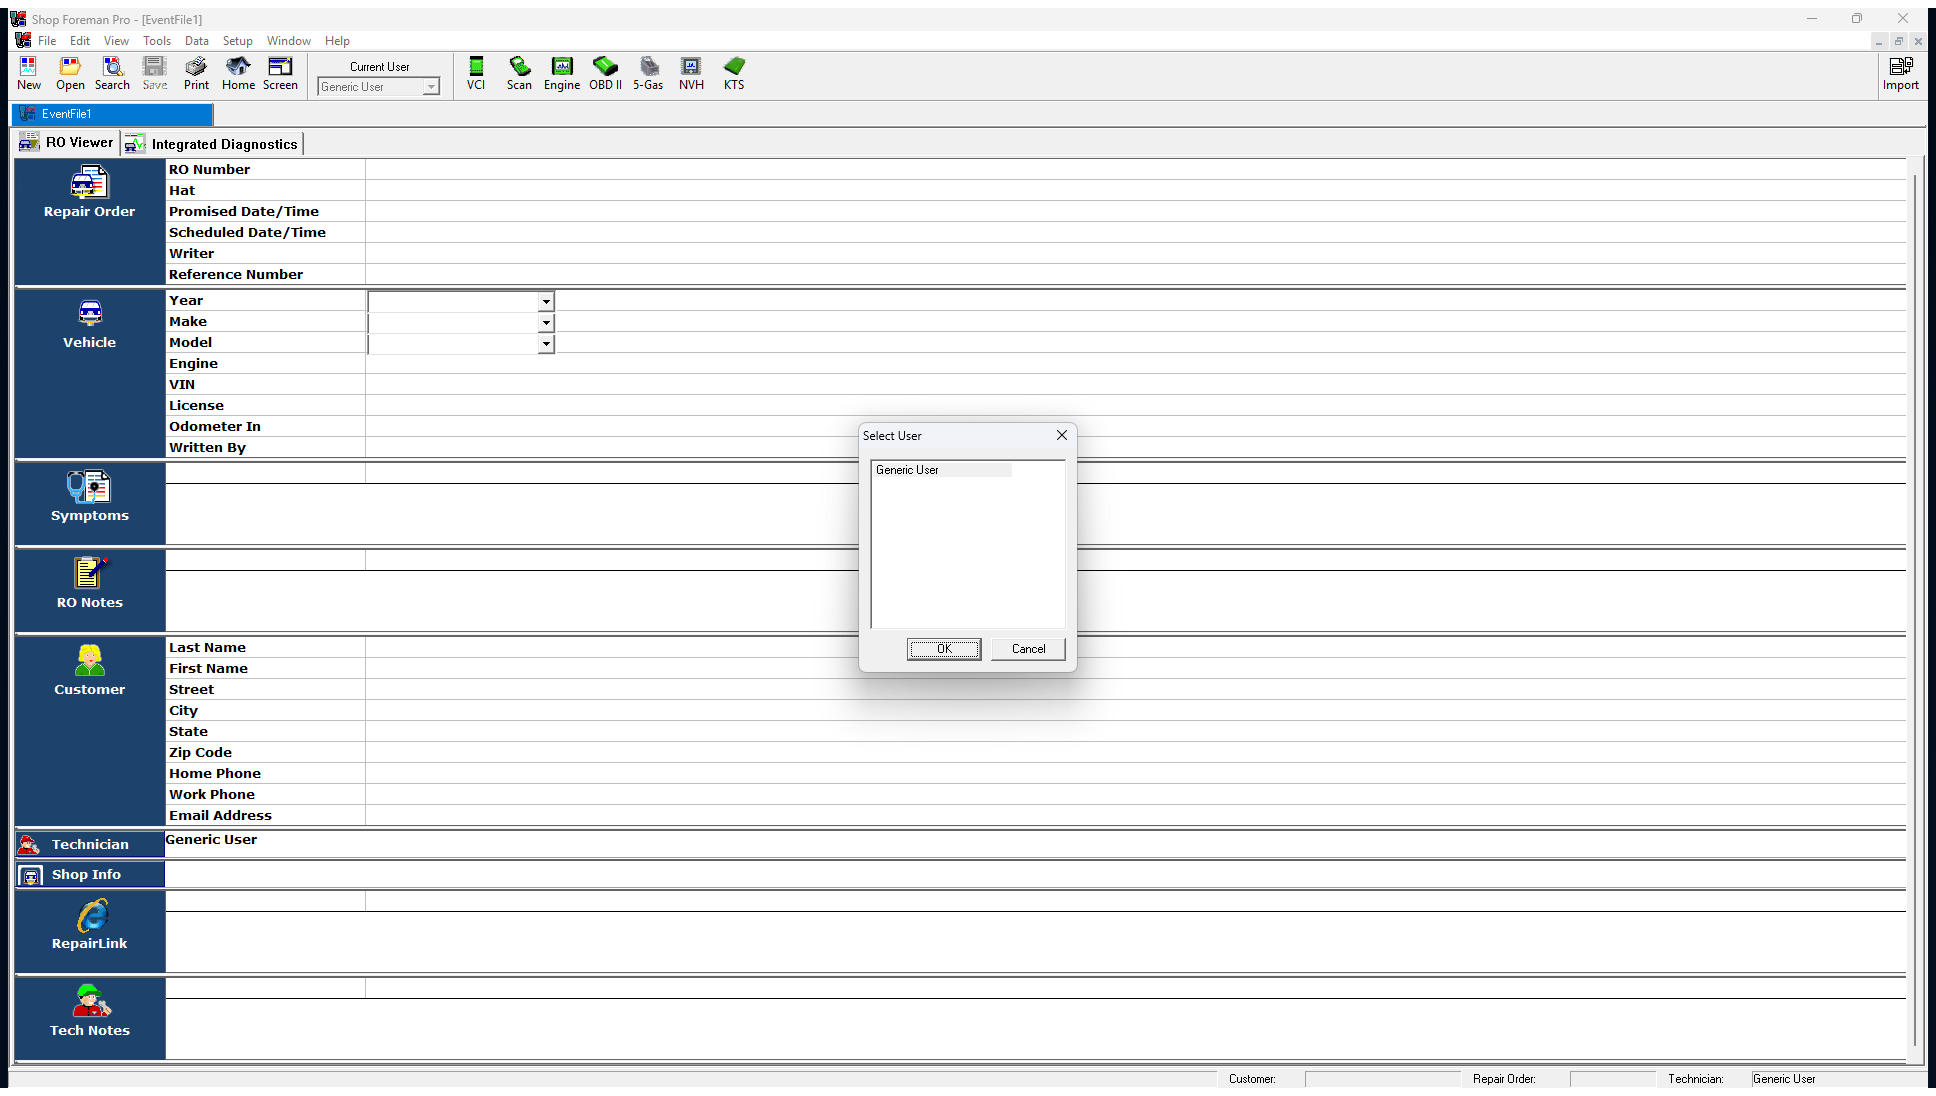 Shop Foreman Pro - [EventFile1]
File Edit View Tools Data Setup Window Help
New Open Search Save Print Home Screen
Current User
Generic User
VCI Scan Engine OBD II 5-Gas NVH KTS
Import
EventFile1
RO Viewer Integrated Diagnostics
Repair Order
RO Number
Hat
Promised Date/Time
Scheduled Date/Time
Writer
Reference Number
Vehicle
Year
Make
Model
Engine
VIN
License
Odometer In
Written By
Symptoms
RO Notes
Select User
Generic User
OK Cancel
Customer
Last Name
First Name
Street
City
State
Zip Code
Home Phone
Work Phone
Email Address
Technician Generic User
Shop Info
RepairLink
Tech Notes
Customer: Repair Order: Technician: Generic User